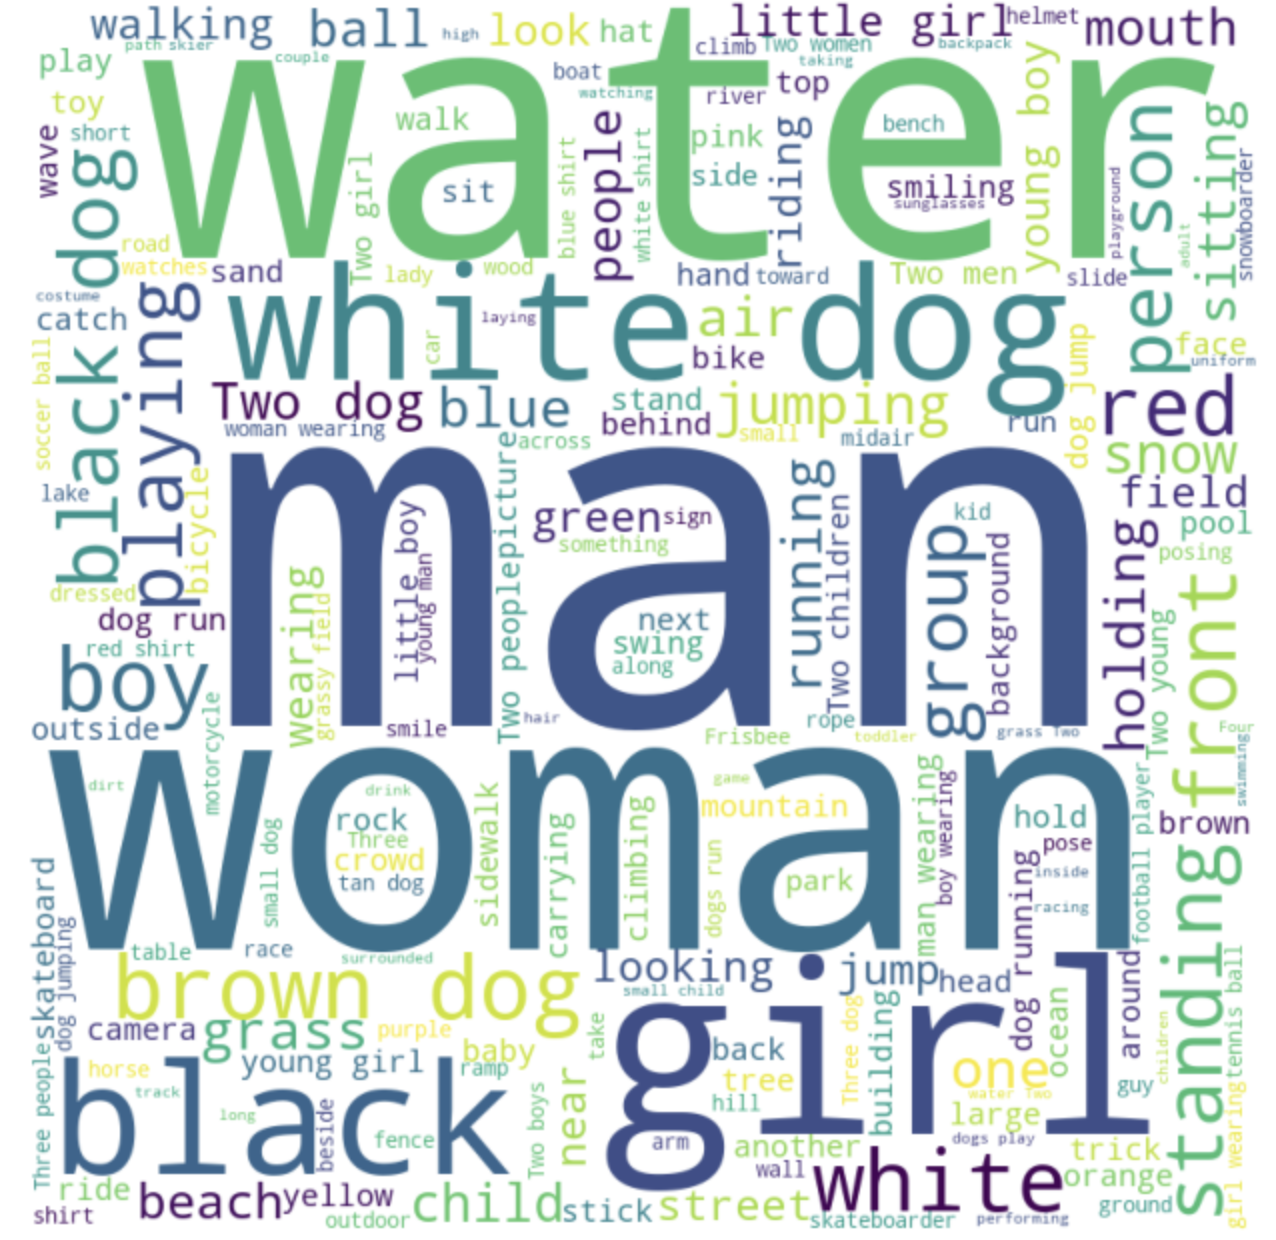 walking
ball
high
look
hat
little girl
helmet
mouth
path
skier
couple
water
climb
Two women
backpack
taking
play
boat
watching
top
river
toy
short
wave
walk
pink
bench
young boy
person
sitting
black dog
Two girl
sit
blue shirt
people
white shirt
side
riding
smiling
sunglasses
playground
adult
snowboarder
road
watches
sand
lady
wood
hand
toward
Two men
slide
costume
catch
playing
white dog
laying
car
air
bike
dog jump
face
uniform
soccer ball
Two dog
blue
stand
jumping
red
woman wearing
across
behind
small
midair
run
snow
lake
bicycle
man
Two people
picture
green
sign
something
running
Two children
kid
group
background
field
holding
pool
posing
front
dressed
dog run
wearing
grassy field
little boy
young man
next
swing
along
Two young
red shirt
boy
outside
motorcycle
smile
hair
Frisbee
rope
toddler
grass Two
Four
swimming
woman
dirt
drink
game
rock
Three
crowd
tan dog
small dog
sidewalk
carrying
climbing
dogs run
mountain
park
man wearing
boy wearing
hold
pose
inside
racing
football player
brown
standing
skateboard
dog jumping
table
race
surrounded
looking
jump
head
dog running
around
brown dog
small child
girl
ocean
tennis ball
children
camera
grass
purple
baby
take
building
Three dog
Three people
horse
young girl
ramp
back
tree
one
water Two
guy
black
track
long
beside
fence
Two boys
near
hill
large
arm
another
dogs play
trick
wall
white
orange
girl wearing
ride
shirt
beach
yellow
outdoor
child
stick
street
skateboarder
performing
ground